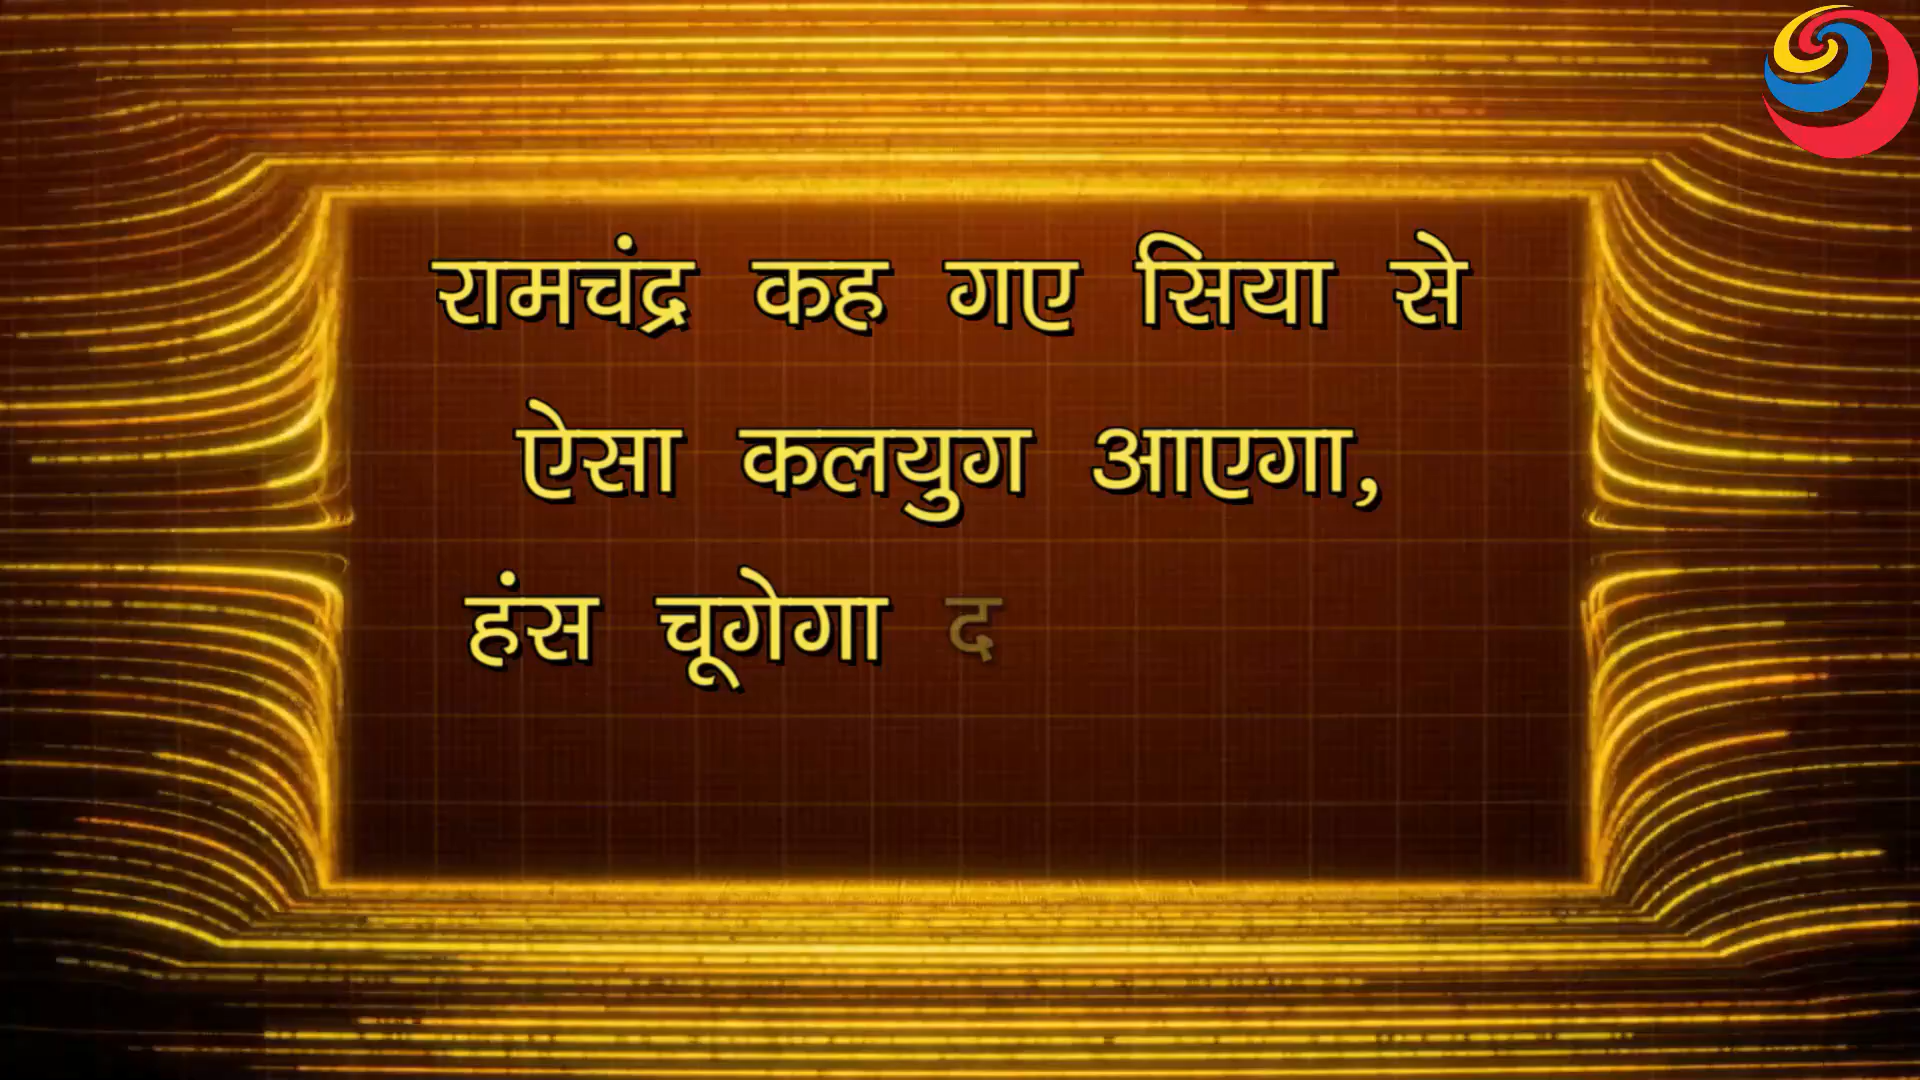 रामचंद्र कह गए सिया से
ऐसा कलयुग आएगा,
हंस चूगेगा द